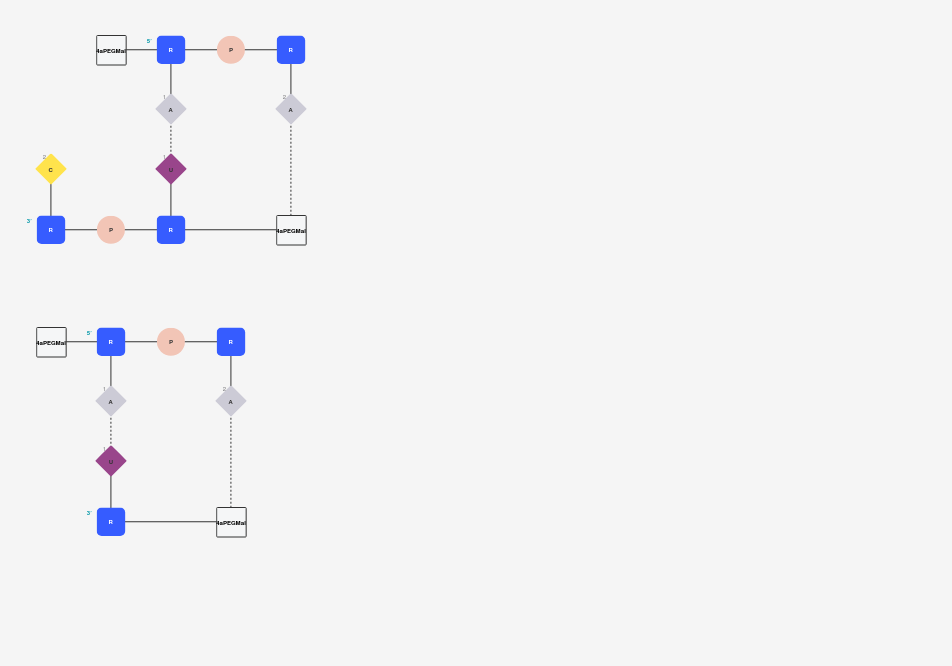 5'
4aPEGMal R P R
1 2
A A
2 1
C U
3'
R P R 4aPEGMal
5'
4aPEGMal R P R
1 2
A A
1
U
3'
R 4aPEGMal